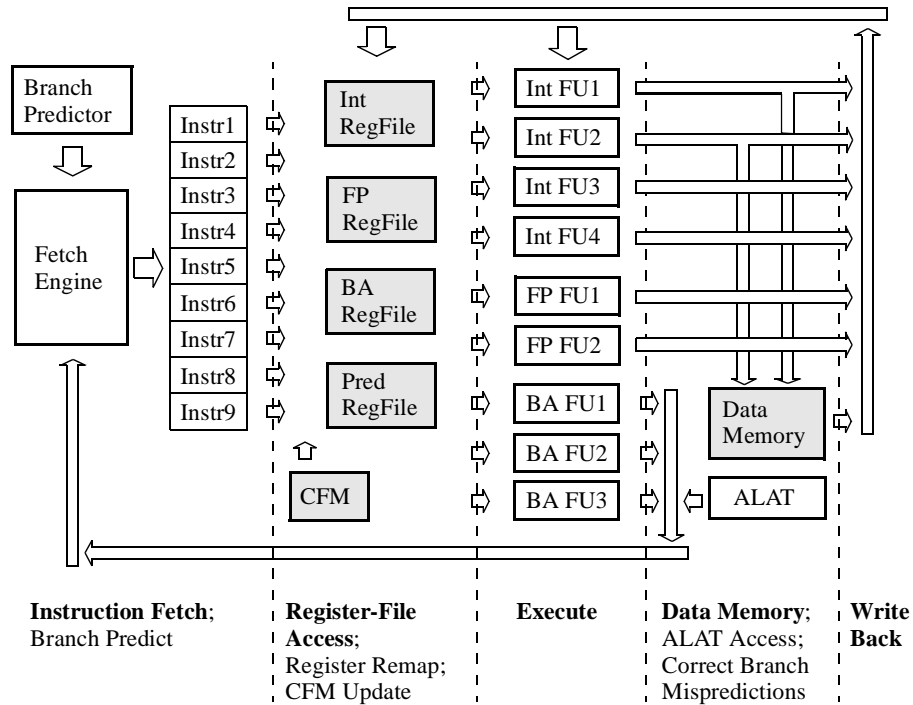 Branch
Predictor
Fetch
Engine
Instr1
Instr2
Instr3
Instr4
Instr5
Instr6
Instr7
Instr8
Instr9
Int
RegFile
FP
RegFile
BA
RegFile
Pred
RegFile
CFM
Int FU1
Int FU2
Int FU3
Int FU4
FP FU1
FP FU2
BA FU1
BA FU2
BA FU3
Data
Memory
ALAT
Instruction Fetch;
Branch Predict
Register-File
Access;
Register Remap;
CFM Update
Execute
Data Memory;
ALAT Access;
Correct Branch
Mispredictions
Write
Back